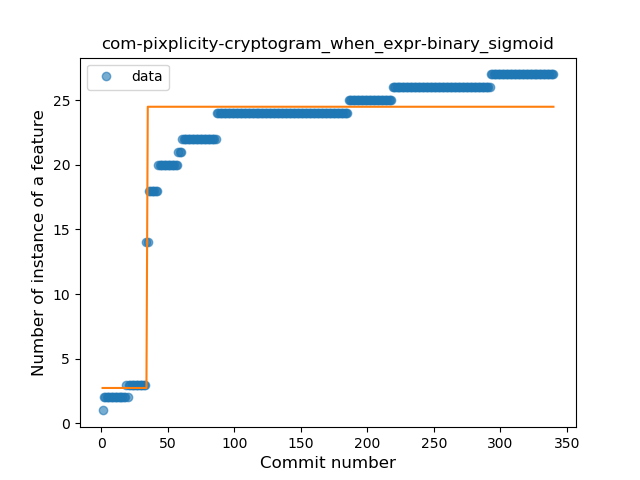 com-pixplicity-cryptogram_when_expr-binary_sigmoid
data
Number of instance of a feature
25
20
15
10
5
0
0 50 100 150 200 250 300 350
Commit number